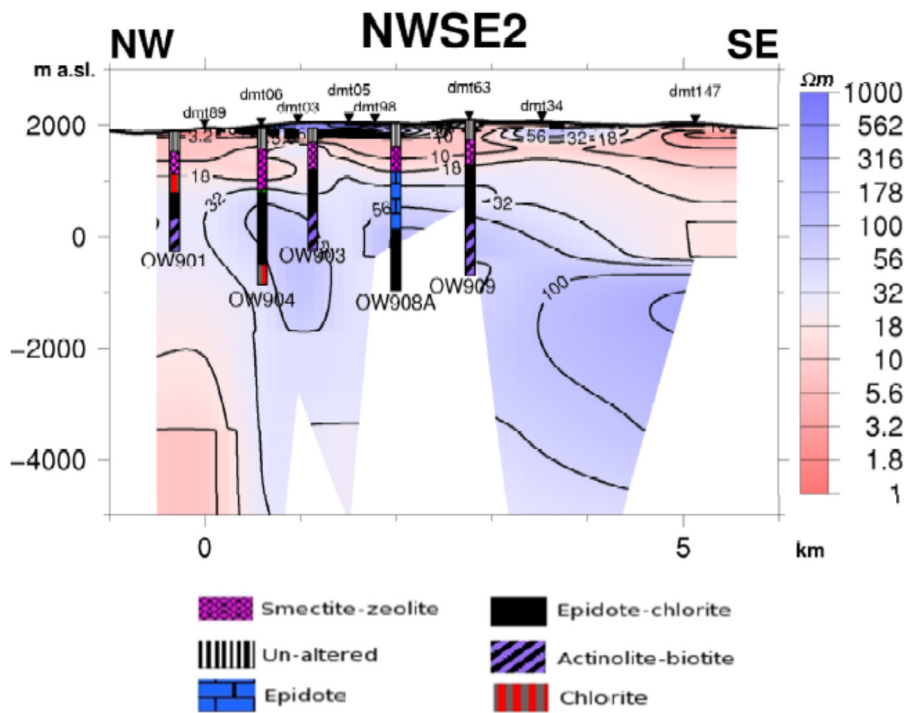 NW NWSE2 SE
m a.sl.
dmt06 dmt05 dmt63
dmt89 dmt03 dmt98 dmt34 dmt147
Ωm
2000
0
−2000
−4000
3.2 10 56 32 18
10
18 18
32 56 32
100
OW901 OW903
OW904 OW908A OW909
1000
562
316
178
100
56
32
18
10
5.6
3.2
1.8
1
0 5 km
Smectite-zeolite Epidote-chlorite
Un-altered Actinolite-biotite
Epidote Chlorite